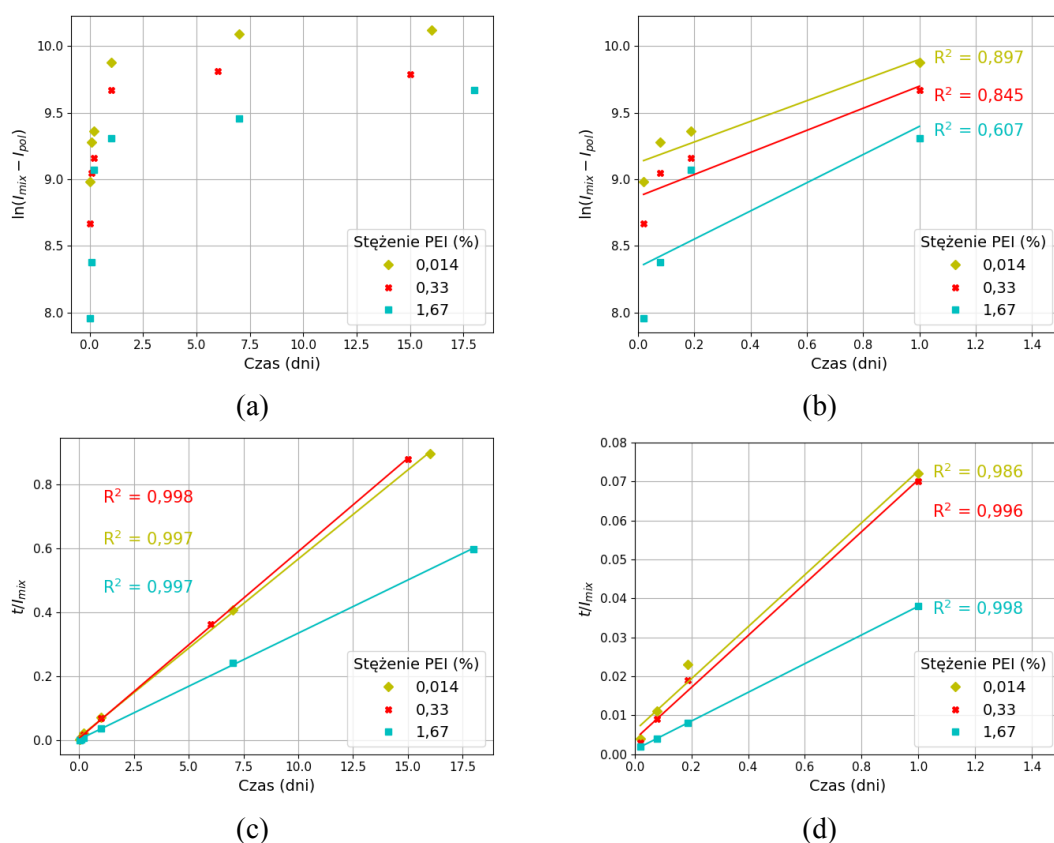 ln(I_mix − I_pol)
10.0
9.5
9.0
8.5
8.0
Stężenie PEI (%)
0,014
0,33
1,67
0.0 2.5 5.0 7.5 10.0 12.5 15.0 17.5
Czas (dni)
(a)
ln(I_mix − I_pol)
10.0
9.5
9.0
8.5
8.0
R² = 0,897
R² = 0,845
R² = 0,607
Stężenie PEI (%)
0,014
0,33
1,67
0.0 0.2 0.4 0.6 0.8 1.0 1.2 1.4
Czas (dni)
(b)
t/I_mix
0.8
0.6
0.4
0.2
0.0
R² = 0,998
R² = 0,997
R² = 0,997
Stężenie PEI (%)
0,014
0,33
1,67
0.0 2.5 5.0 7.5 10.0 12.5 15.0 17.5
Czas (dni)
(c)
t/I_mix
0.08
0.07
0.06
0.05
0.04
0.03
0.02
0.01
0.00
R² = 0,986
R² = 0,996
R² = 0,998
Stężenie PEI (%)
0,014
0,33
1,67
0.0 0.2 0.4 0.6 0.8 1.0 1.2 1.4
Czas (dni)
(d)